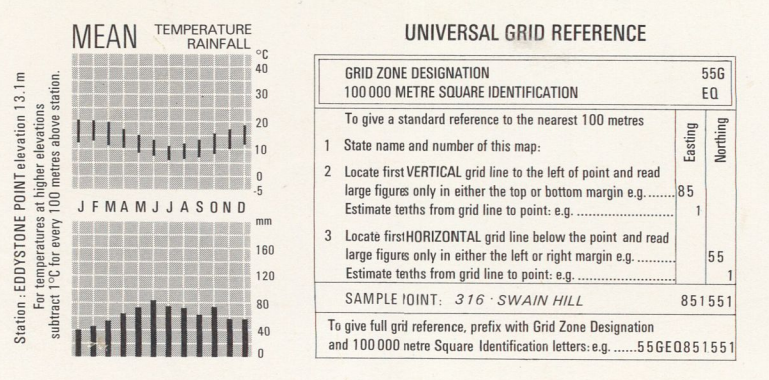 MEAN TEMPERATURE
RAINFALL
°C
40
30
20
10
0
-5
J F M A M J J A S O N D
mm
160
120
80
40
0
Station : EDDYSTONE POINT elevation 13.1 m
For temperatures at higher elevations
subtract 1°C for every 100 metres above station.
UNIVERSAL GRID REFERENCE
GRID ZONE DESIGNATION 55G
100 000 METRE SQUARE IDENTIFICATION EQ
To give a standard reference to the nearest 100 metres
Easting
Northing
1 State name and number of this map:
2 Locate first VERTICAL grid line to the left of point and read
large figures only in either the top or bottom margin e.g. ....... 85
Estimate tenths from grid line to point: e.g. ........................... 1
3 Locate first HORIZONTAL grid line below the point and read
large figures only in either the left or right margin e.g. .......... 55
Estimate tenths from grid line to point: e.g. ........................... 1
SAMPLE POINT: 316 · SWAIN HILL 851551
To give full grid reference, prefix with Grid Zone Designation
and 100 000 netre Square Identification letters: e.g. ......55GEQ851551